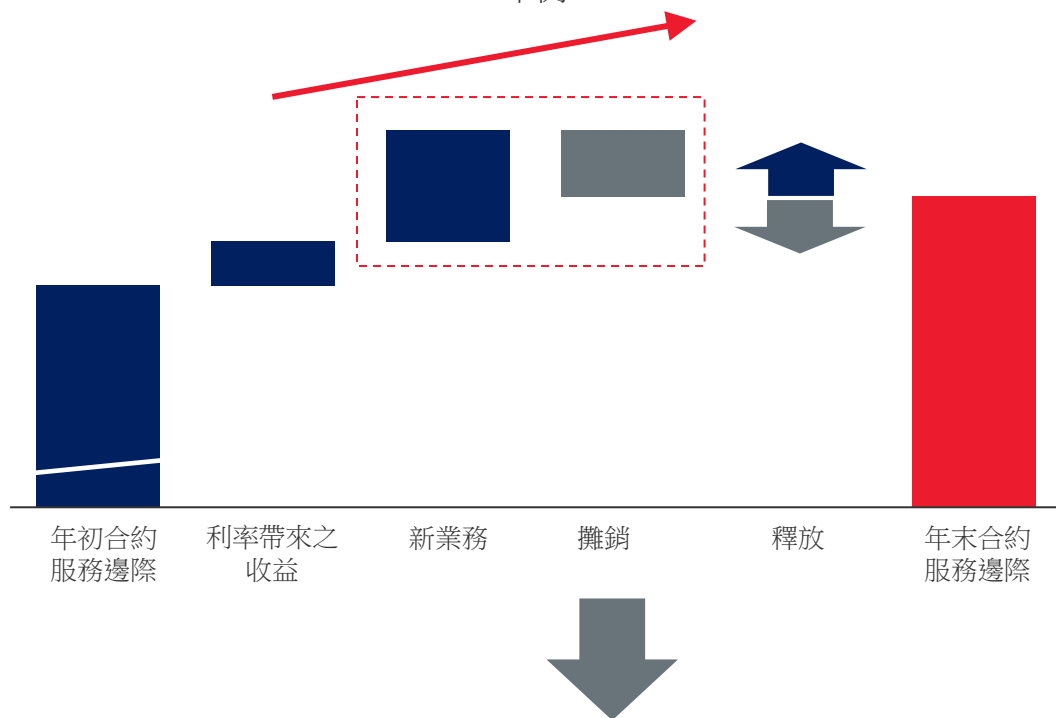 年初合約
服務邊際
利率帶來之
收益
新業務
攤銷
釋放
年末合約
服務邊際